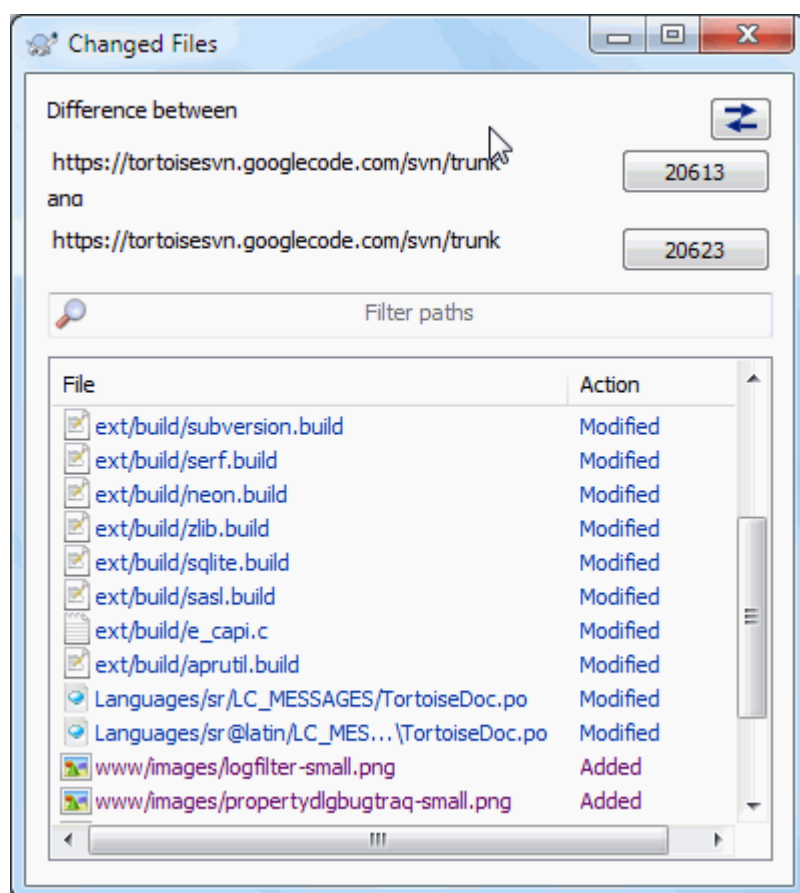 Changed Files
Difference between
https://tortoisesvn.googlecode.com/svn/trunk 20613
and
https://tortoisesvn.googlecode.com/svn/trunk 20623
Filter paths
File Action
ext/build/subversion.build Modified
ext/build/serf.build Modified
ext/build/neon.build Modified
ext/build/zlib.build Modified
ext/build/sqlite.build Modified
ext/build/sasl.build Modified
ext/build/e_capi.c Modified
ext/build/aprutil.build Modified
Languages/sr/LC_MESSAGES/TortoiseDoc.po Modified
Languages/sr@latin/LC_MES...\TortoiseDoc.po Modified
www/images/logfilter-small.png Added
www/images/propertydlgbugtraq-small.png Added